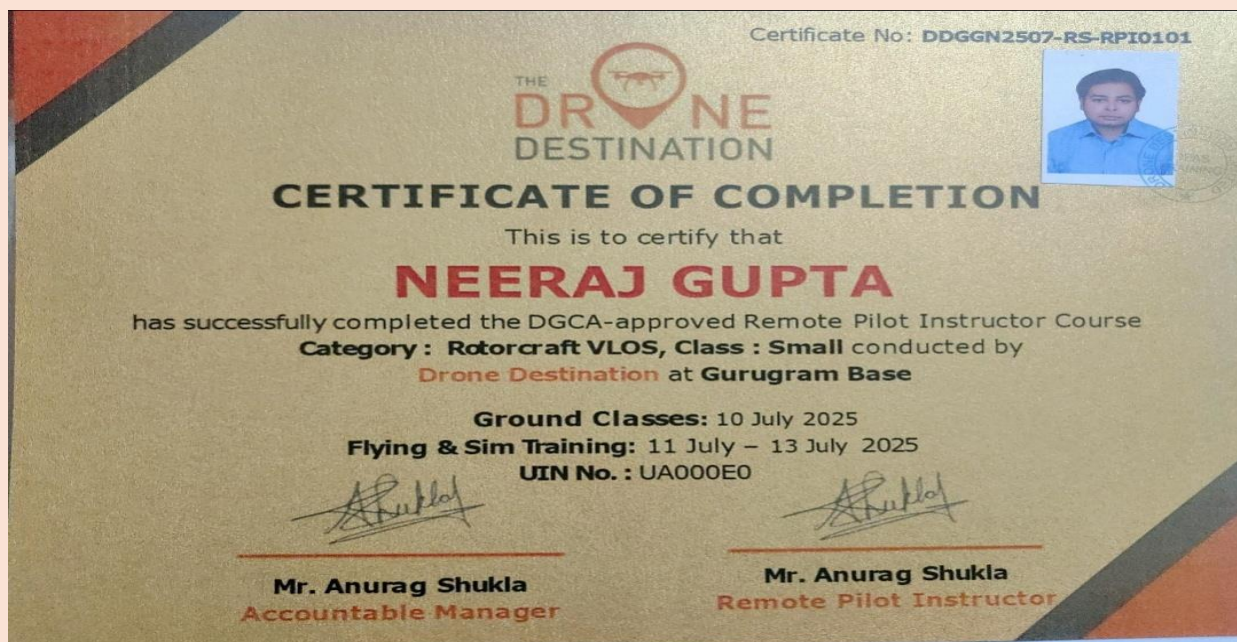 Certificate No: DDGGN2507-RS-RPI0101
THE
DRONE
DESTINATION
CERTIFICATE OF COMPLETION
This is to certify that
NEERAJ GUPTA
has successfully completed the DGCA-approved Remote Pilot Instructor Course
Category : Rotorcraft VLOS, Class : Small conducted by
Drone Destination at Gurugram Base
Ground Classes: 10 July 2025
Flying & Sim Training: 11 July – 13 July 2025
UIN No. : UA000E0
AShukla AShukla
Mr. Anurag Shukla Mr. Anurag Shukla
Accountable Manager Remote Pilot Instructor